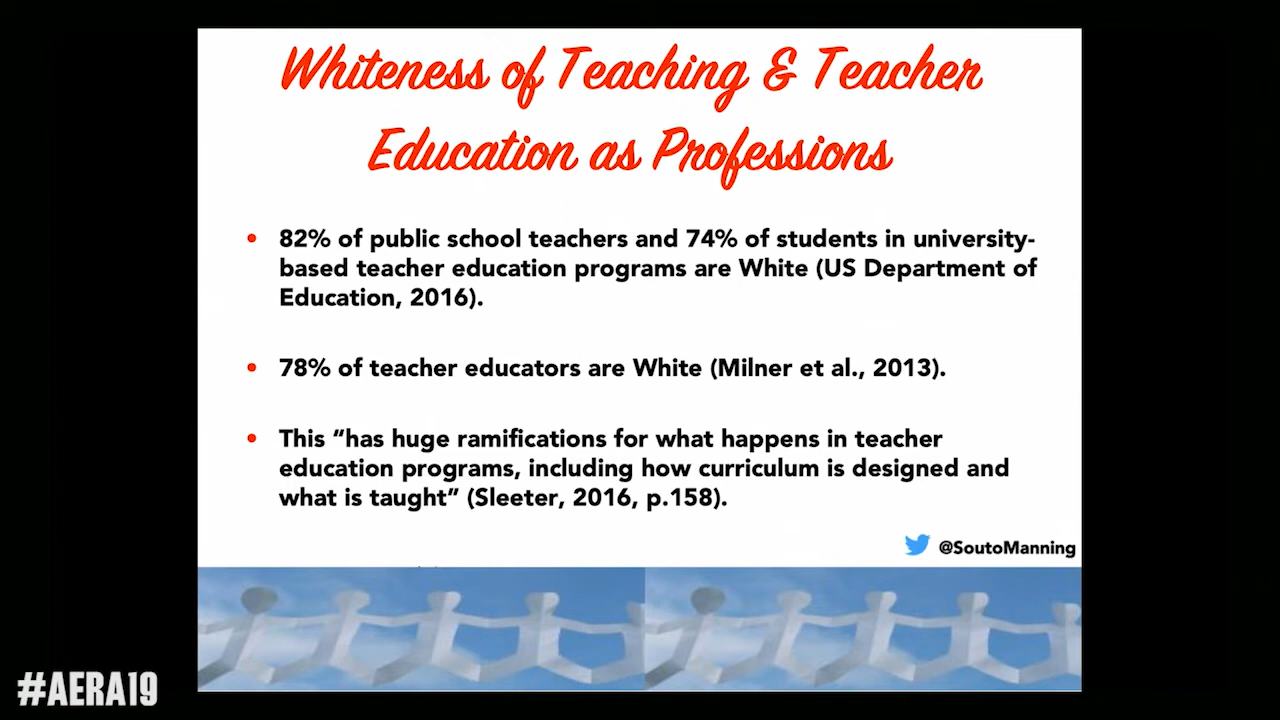 Whiteness of Teaching & Teacher
Education as Professions
• 82% of public school teachers and 74% of students in university-
based teacher education programs are White (US Department of
Education, 2016).
• 78% of teacher educators are White (Milner et al., 2013).
• This “has huge ramifications for what happens in teacher
education programs, including how curriculum is designed and
what is taught” (Sleeter, 2016, p.158).
@SoutoManning
#AERA19